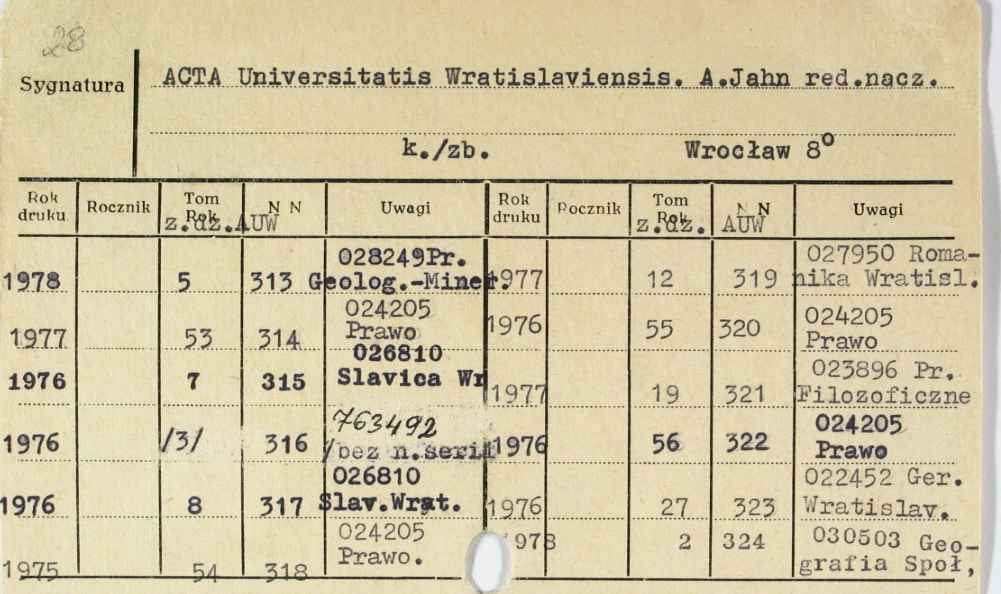 28
Sygnatura
ACTA Universitatis Wratislaviensis. A.Jahn red.nacz.
k./zb. Wrocław 8°
Rok druku Rocznik Tom Rok N N Uwagi Rok druku Rocznik Tom Rok N N Uwagi
z.dz. AUW z.dz. AUW
1978 5 313 028249Pr. Geolog.-Miner.
1977 53 314 024205 Prawo
1976 7 315 026810 Slavica Wr
1976 /3/ 316 763492 /bez n.serii
1976 8 317 026810 Slav.Wrat.
1975 54 318 024205 Prawo.
1977 12 319 027950 Roma-
nika Wratisl.
1976 55 320 024205 Prawo
1977 19 321 023896 Pr. Filozoficzne
1976 56 322 024205 Prawo
1976 27 323 022452 Ger. Wratislav.
1978 2 324 030503 Geo-
grafia Społ,